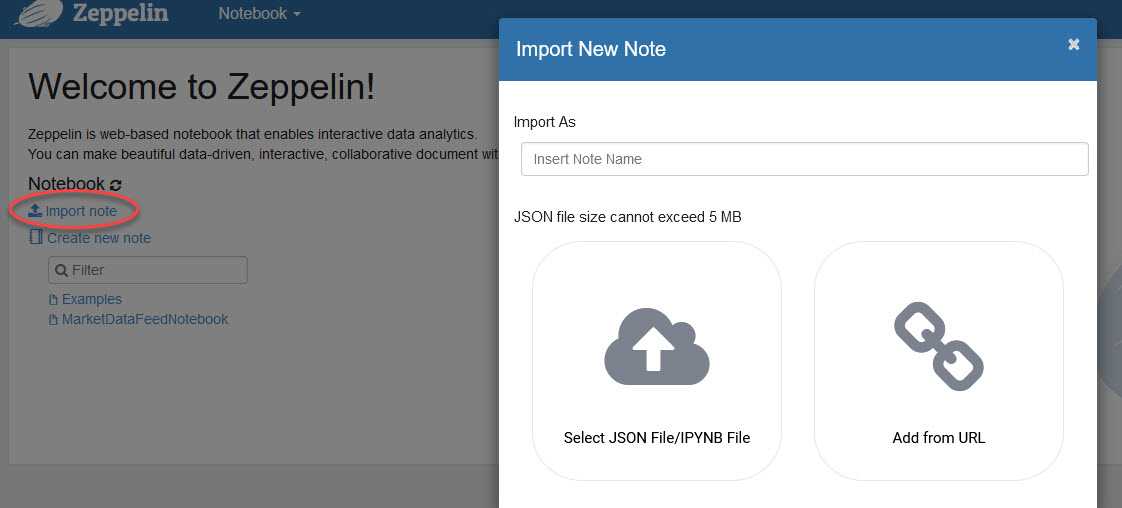 Zeppelin
Notebook
Welcome to Zeppelin!
Zeppelin is web-based notebook that enables interactive data analytics.
You can make beautiful data-driven, interactive, collaborative document wit
Notebook
Import note
Create new note
Filter
Examples
MarketDataFeedNotebook
Import New Note
Import As
Insert Note Name
JSON file size cannot exceed 5 MB
Select JSON File/IPYNB File
Add from URL